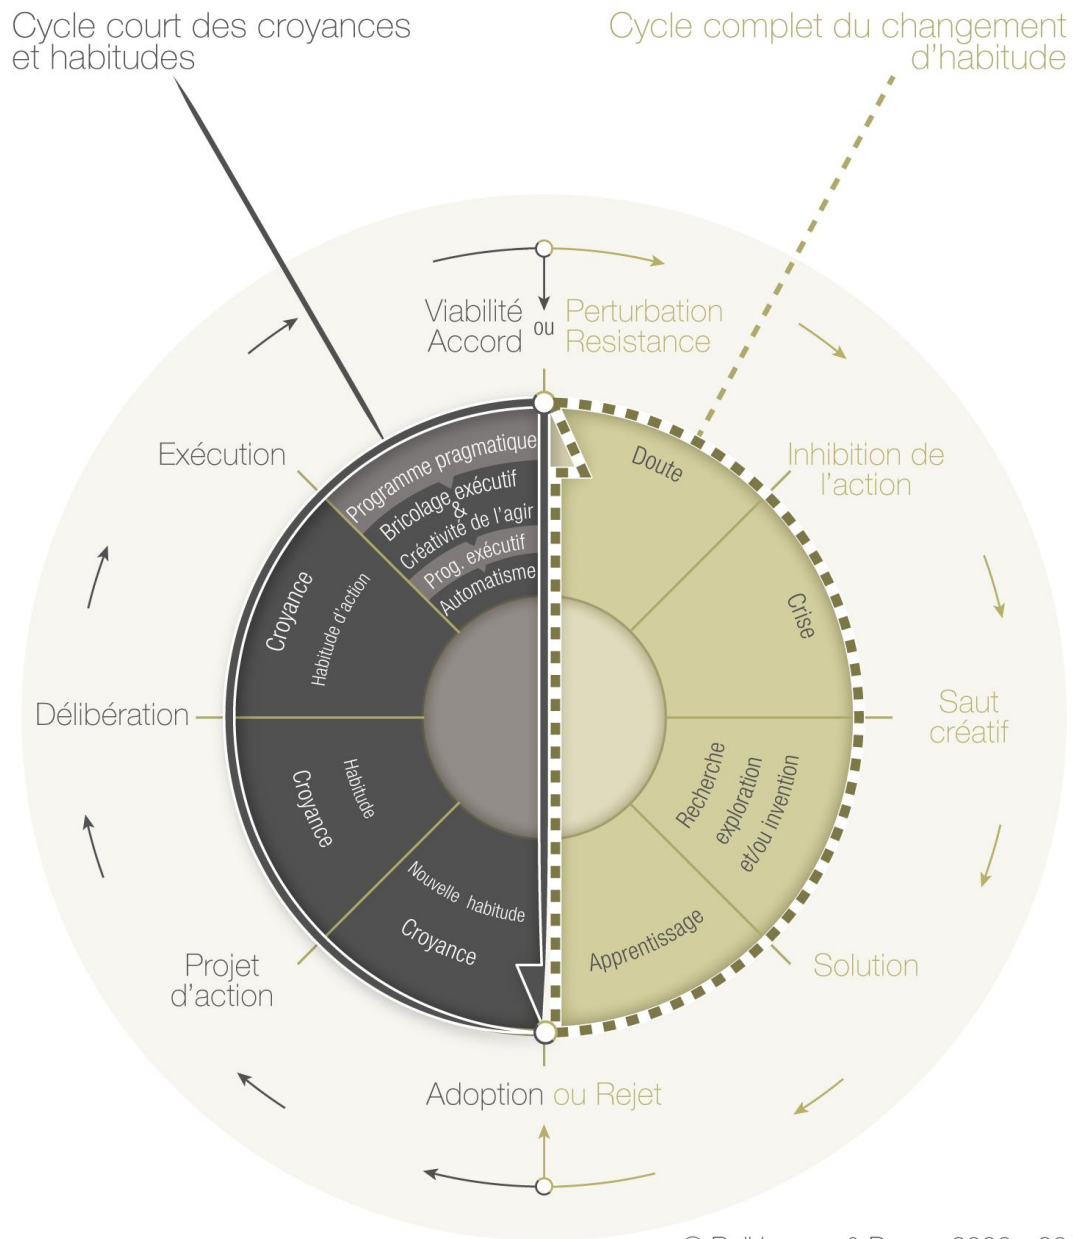 Cycle court des croyances
et habitudes
Cycle complet du changement
d'habitude
Viabilité
Accord
ou
Perturbation
Resistance
Exécution
Inhibition de
l'action
Programme pragmatique
Bricolage exécutif
&
Créativité de l'agir
Prog. exécutif
Automatisme
Doute
Croyance
Habitude d'action
Crise
Délibération
Saut
créatif
Habitude
Croyance
Recherche
exploration
et/ou invention
Nouvelle habitude
Croyance
Apprentissage
Projet
d'action
Solution
Adoption ou Rejet